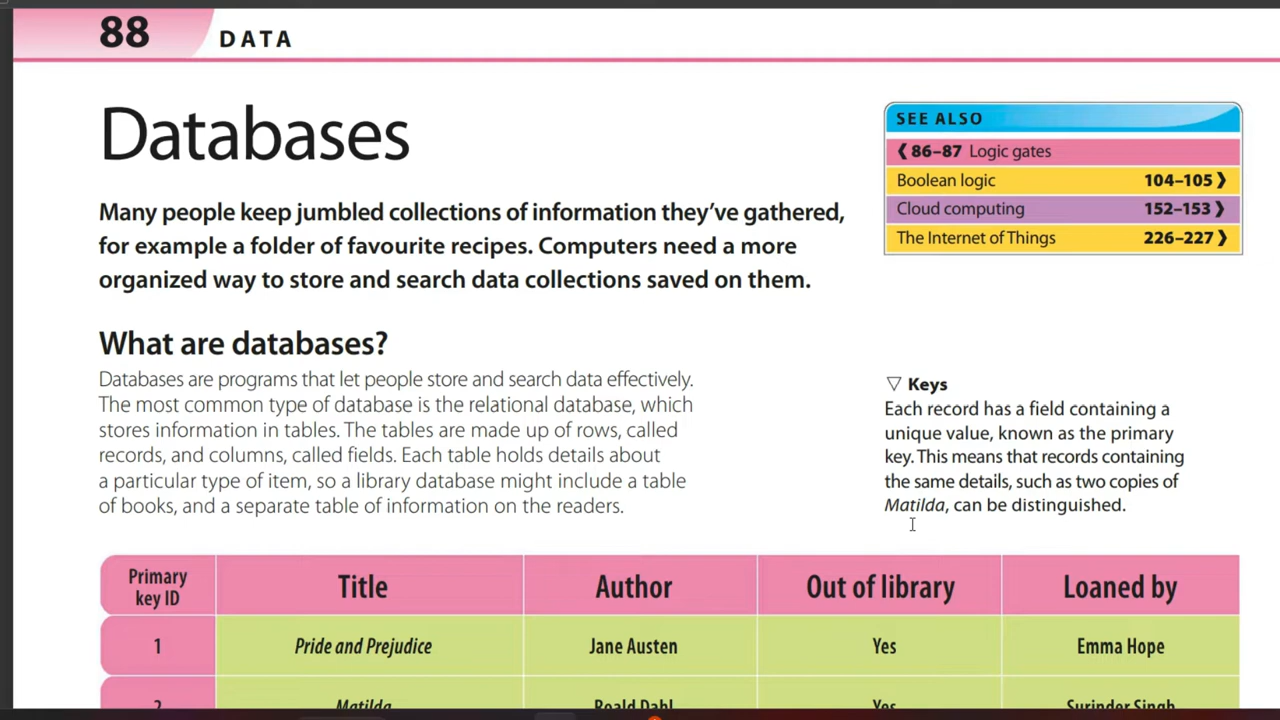 88 DATA
Databases
SEE ALSO
❬ 86–87 Logic gates
Boolean logic 104–105 ❭
Cloud computing 152–153 ❭
The Internet of Things 226–227 ❭
Many people keep jumbled collections of information they’ve gathered,
for example a folder of favourite recipes. Computers need a more
organized way to store and search data collections saved on them.
What are databases?
Databases are programs that let people store and search data effectively.
The most common type of database is the relational database, which
stores information in tables. The tables are made up of rows, called
records, and columns, called fields. Each table holds details about
a particular type of item, so a library database might include a table
of books, and a separate table of information on the readers.
▽ Keys
Each record has a field containing a
unique value, known as the primary
key. This means that records containing
the same details, such as two copies of
Matilda, can be distinguished.
Primary
key ID
Title
Author
Out of library
Loaned by
1
Pride and Prejudice
Jane Austen
Yes
Emma Hope
2
Matilda
Roald Dahl
Yes
Surinder Singh